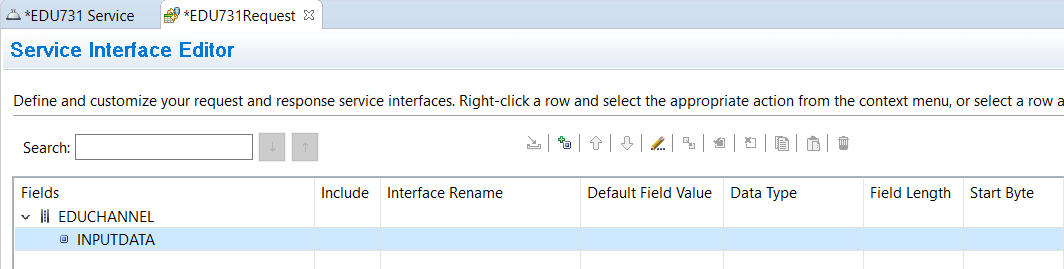 *EDU731 Service *EDU731Request
Service Interface Editor
Define and customize your request and response service interfaces. Right-click a row and select the appropriate action from the context menu, or select a row a
Search:
Fields Include Interface Rename Default Field Value Data Type Field Length Start Byte
EDUCHANNEL
INPUTDATA